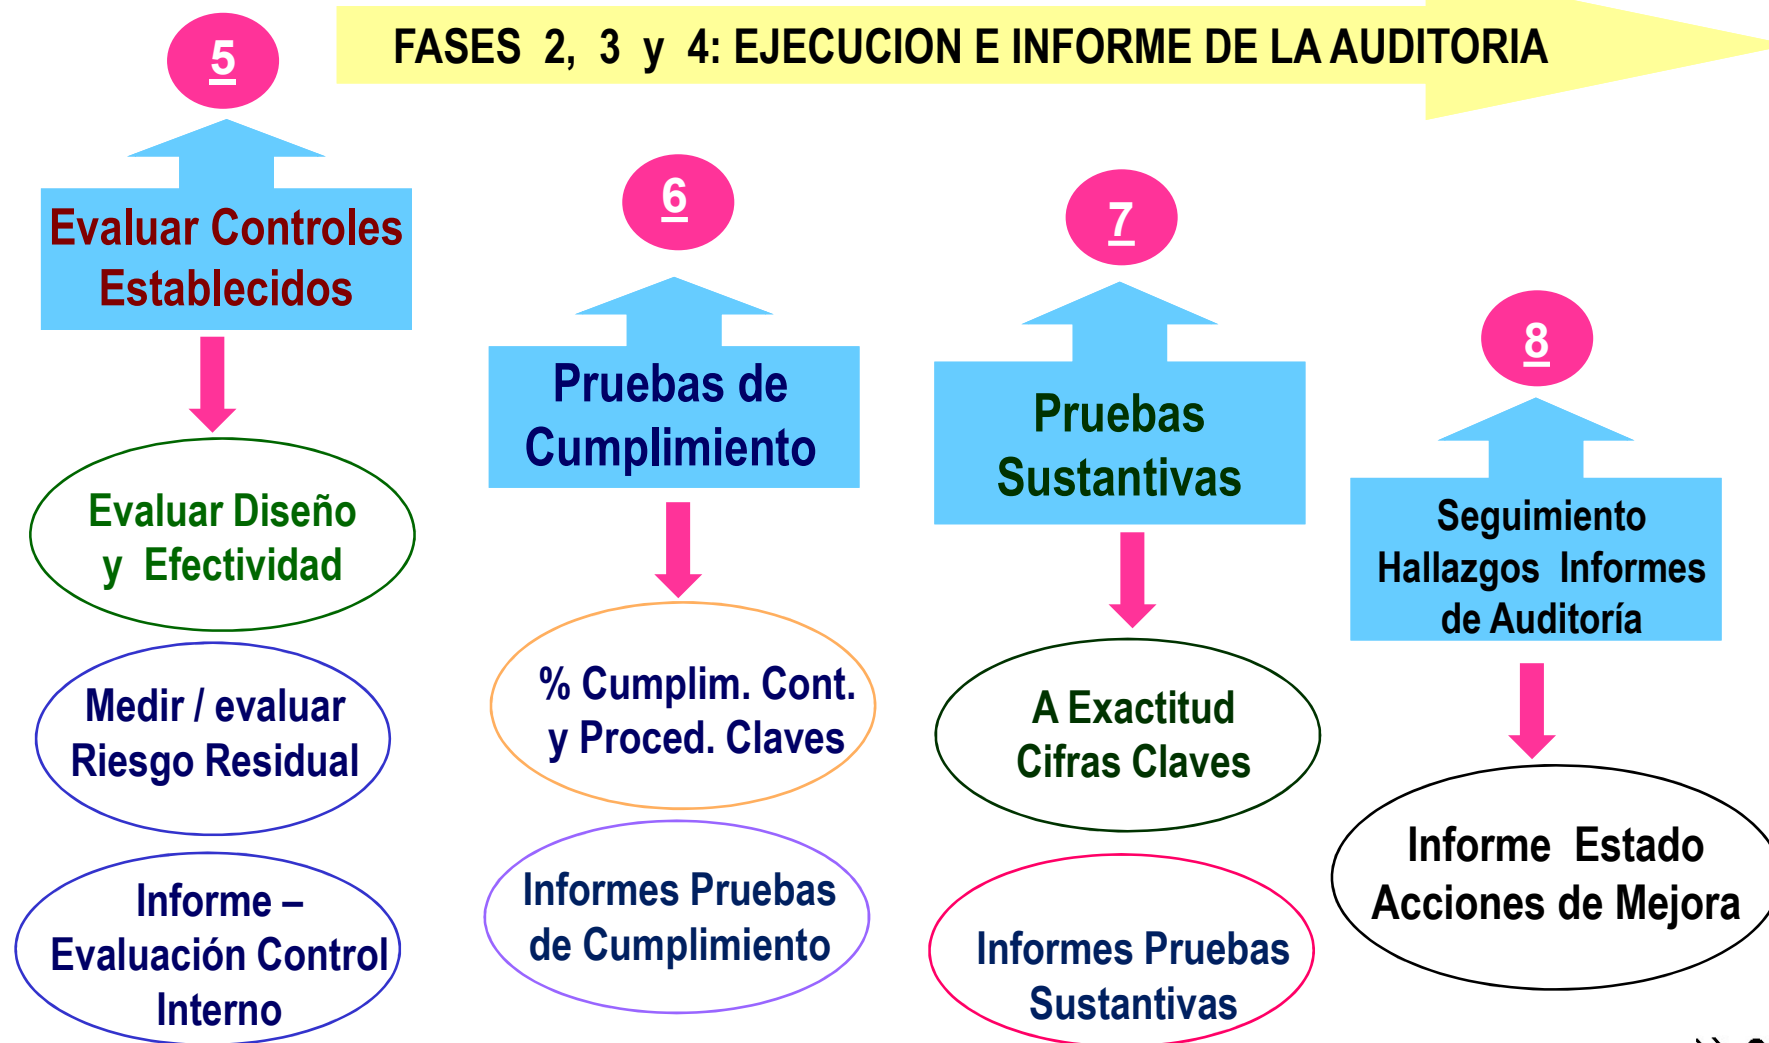 FASES 2, 3 y 4: EJECUCION E INFORME DE LA AUDITORIA
5
Evaluar Controles
Establecidos
Evaluar Diseño
y Efectividad
Medir / evaluar
Riesgo Residual
Informe –
Evaluación Control
Interno
6
Pruebas de
Cumplimiento
% Cumplim. Cont.
y Proced. Claves
Informes Pruebas
de Cumplimiento
7
Pruebas
Sustantivas
A Exactitud
Cifras Claves
Informes Pruebas
Sustantivas
8
Seguimiento
Hallazgos Informes
de Auditoría
Informe Estado
Acciones de Mejora